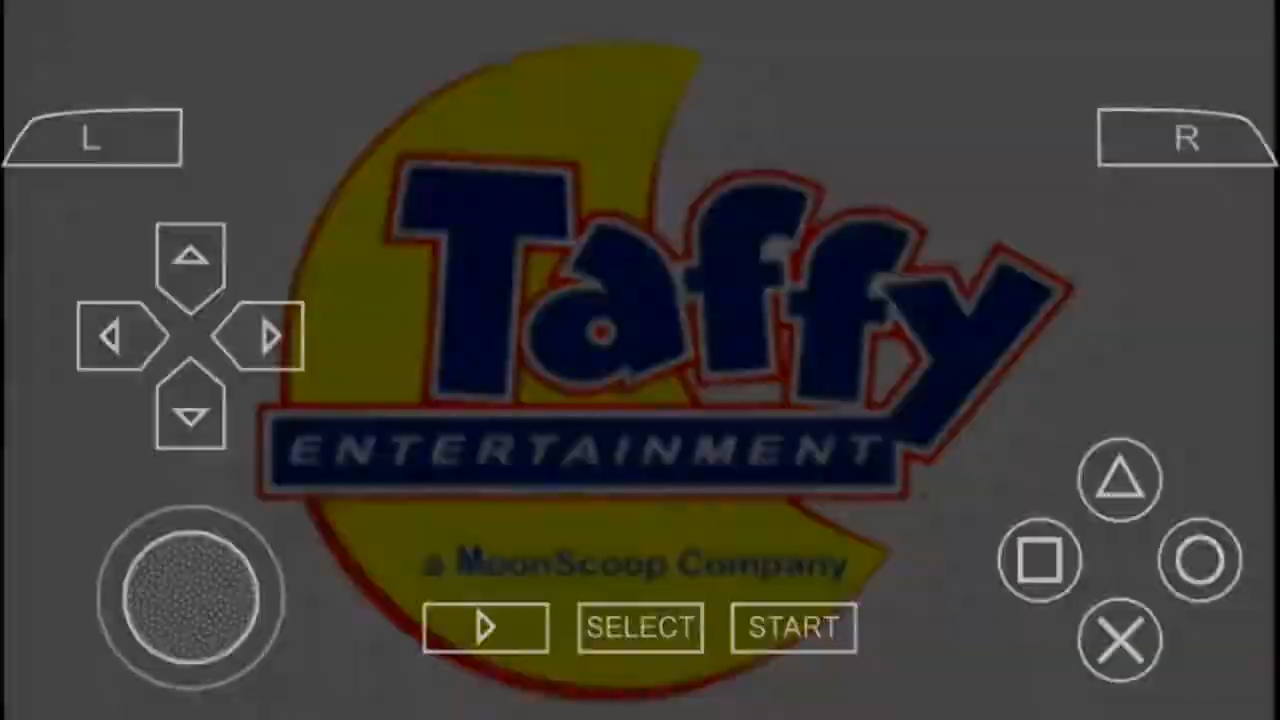 L
R
Taffy
ENTERTAINMENT
a MoonScoop Company
SELECT
START